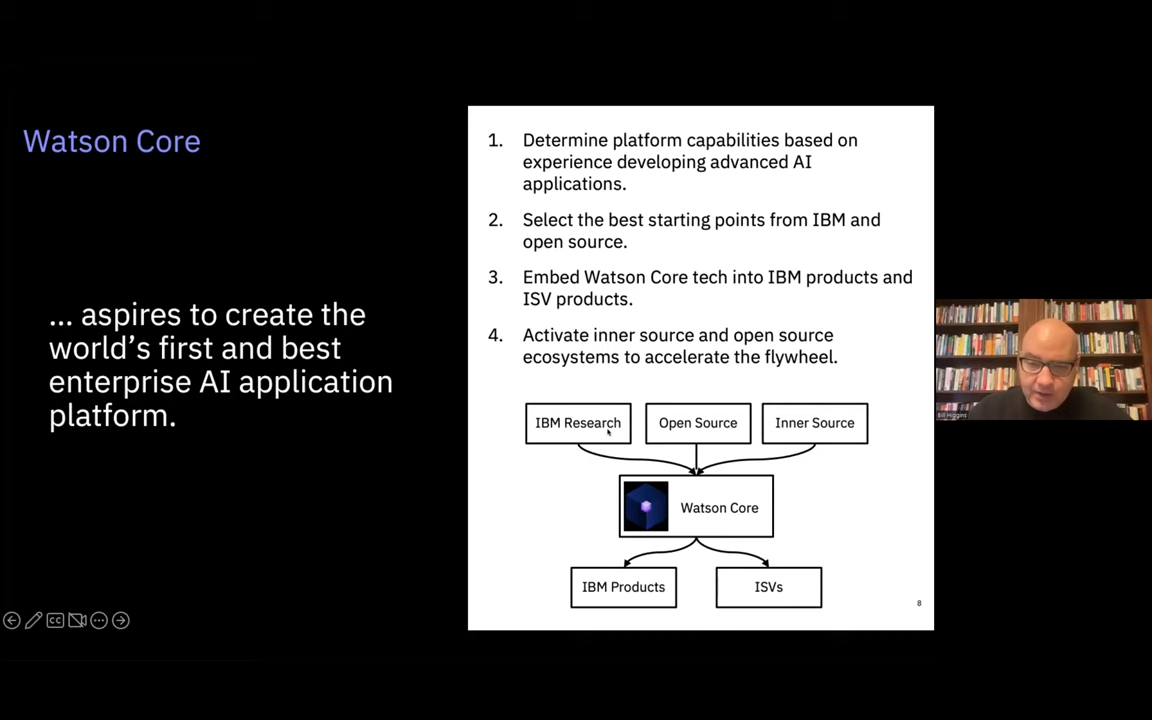 Watson Core
... aspires to create the
world's first and best
enterprise AI application
platform.
1. Determine platform capabilities based on
experience developing advanced AI
applications.
2. Select the best starting points from IBM and
open source.
3. Embed Watson Core tech into IBM products and
ISV products.
4. Activate inner source and open source
ecosystems to accelerate the flywheel.
IBM Research
Open Source
Inner Source
Watson Core
IBM Products
ISVs
8
CC
Bill Higgins